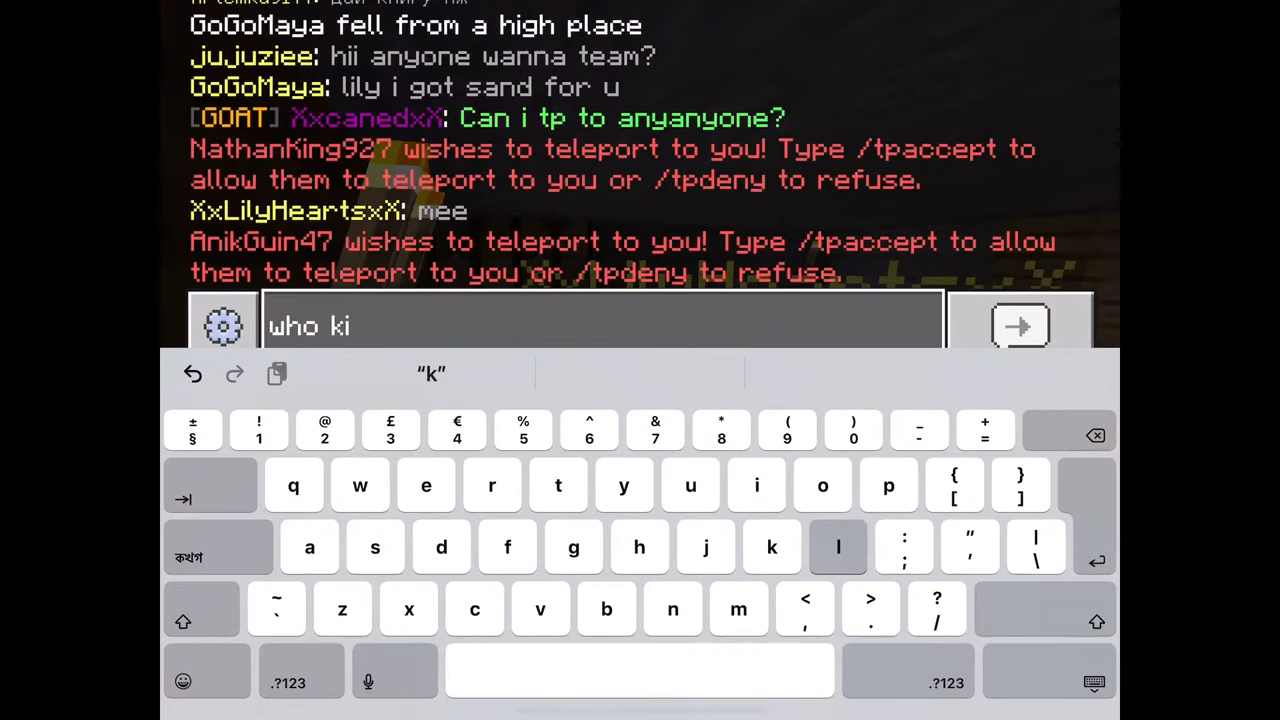 GoGoMaya fell from a high place
jujuziee: hii anyone wanna team?
GoGoMaya: lily i got sand for u
[GOAT] XxcanedxX: Can i tp to anyanyone?
NathanKing927 wishes to teleport to you! Type /tpaccept to
allow them to teleport to you or /tpdeny to refuse.
XxLilyHeartsxX: mee
AnikGuin47 wishes to teleport to you! Type /tpaccept to allow
them to teleport to you or /tpdeny to refuse.
who ki
“k”
± ! @ £ € % ^ & * ( ) _ +
§ 1 2 3 4 5 6 7 8 9 0 - =
q w e r t y u i o p { }
[ ]
a s d f g h j k l : " |
কখগ ; ' \
~ z x c v b n m < > ?
` , . /
.?123 .?123